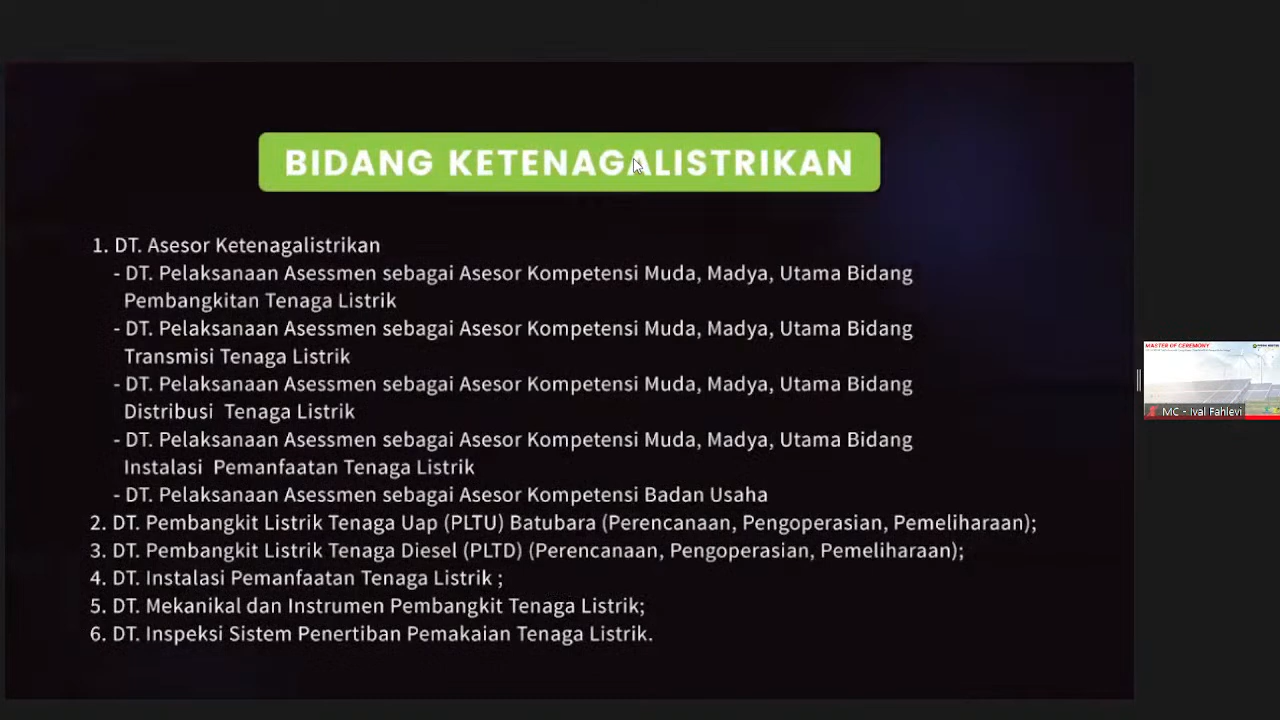 BIDANG KETENAGALISTRIKAN
1. DT. Asesor Ketenagalistrikan
- DT. Pelaksanaan Asessmen sebagai Asesor Kompetensi Muda, Madya, Utama Bidang
Pembangkitan Tenaga Listrik
- DT. Pelaksanaan Asessmen sebagai Asesor Kompetensi Muda, Madya, Utama Bidang
Transmisi Tenaga Listrik
- DT. Pelaksanaan Asessmen sebagai Asesor Kompetensi Muda, Madya, Utama Bidang
Distribusi Tenaga Listrik
- DT. Pelaksanaan Asessmen sebagai Asesor Kompetensi Muda, Madya, Utama Bidang
Instalasi Pemanfaatan Tenaga Listrik
- DT. Pelaksanaan Asessmen sebagai Asesor Kompetensi Badan Usaha
2. DT. Pembangkit Listrik Tenaga Uap (PLTU) Batubara (Perencanaan, Pengoperasian, Pemeliharaan);
3. DT. Pembangkit Listrik Tenaga Diesel (PLTD) (Perencanaan, Pengoperasian, Pemeliharaan);
4. DT. Instalasi Pemanfaatan Tenaga Listrik ;
5. DT. Mekanikal dan Instrumen Pembangkit Tenaga Listrik;
6. DT. Inspeksi Sistem Penertiban Pemakaian Tenaga Listrik.
MASTER OF CEREMONY
MC - Ival Fahlevi